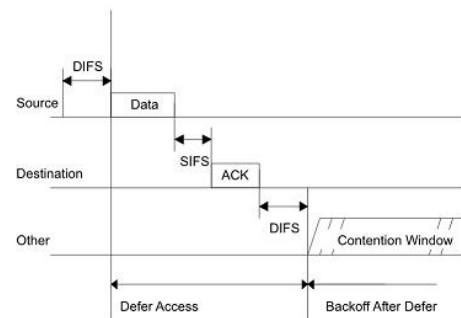 DIFS
Source
Data
SIFS
Destination
ACK
DIFS
Other
Contention Window
Defer Access
Backoff After Defer